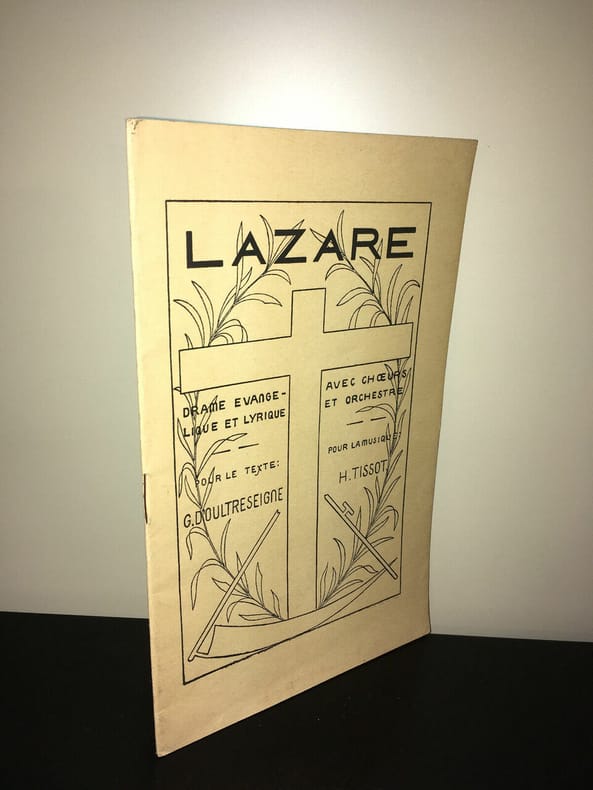 LAZARE
DRAME EVANGE-
LIQUE ET LYRIQUE
POUR LE TEXTE:
G. D'OULTRESEIGNE
AVEC CHŒURS
ET ORCHESTRE
POUR LA MUSIQUE:
H. TISSOT